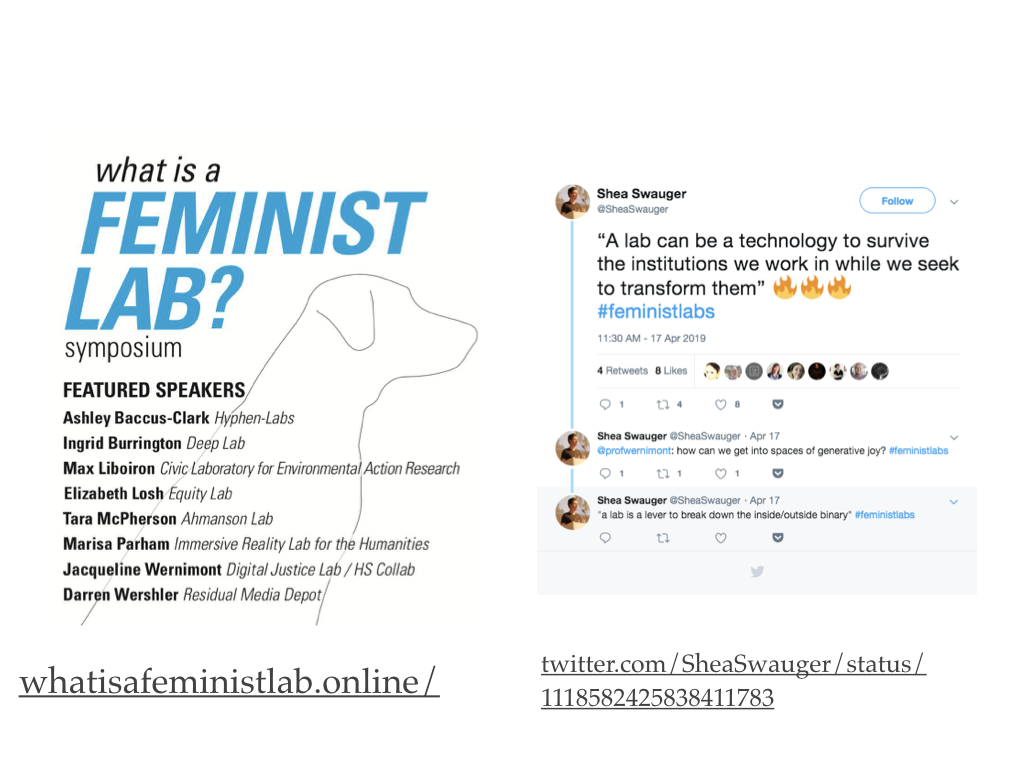 what is a
FEMINIST
LAB?
symposium
FEATURED SPEAKERS
Ashley Baccus-Clark Hyphen-Labs
Ingrid Burrington Deep Lab
Max Liboiron Civic Laboratory for Environmental Action Research
Elizabeth Losh Equity Lab
Tara McPherson Ahmanson Lab
Marisa Parham Immersive Reality Lab for the Humanities
Jacqueline Wernimont Digital Justice Lab / HS Collab
Darren Wershler Residual Media Depot
whatisafeministlab.online/
Shea Swauger
@SheaSwauger
Follow
“A lab can be a technology to survive
the institutions we work in while we seek
to transform them” 🔥🔥🔥
#feministlabs
11:30 AM - 17 Apr 2019
4 Retweets 8 Likes
1 4 8
Shea Swauger @SheaSwauger · Apr 17
@profwernimont: how can we get into spaces of generative joy? #feministlabs
1 1 1
Shea Swauger @SheaSwauger · Apr 17
"a lab is a lever to break down the inside/outside binary" #feministlabs
twitter.com/SheaSwauger/status/
1118582425838411783